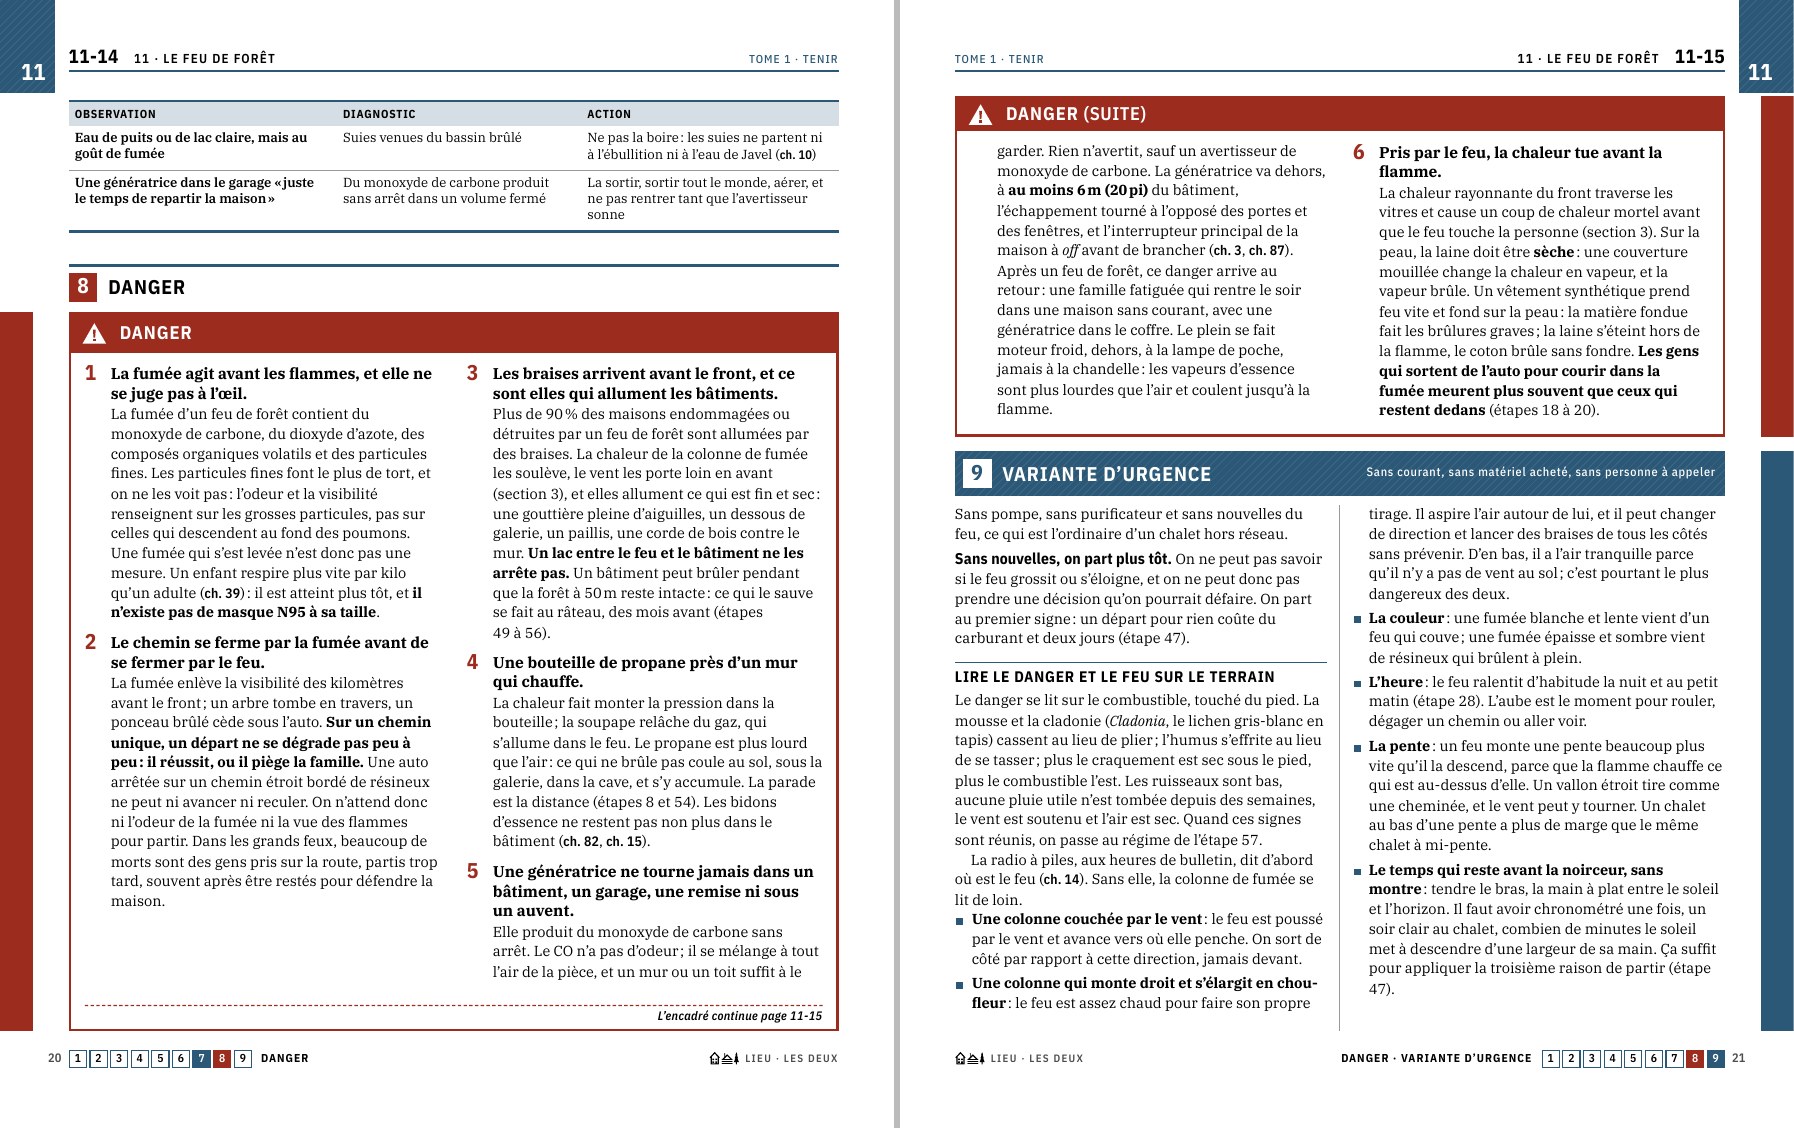 11
11-14 11 · LE FEU DE FORÊT
TOME 1 · TENIR
OBSERVATION DIAGNOSTIC ACTION
Eau de puits ou de lac claire, mais au
goût de fumée
Suies venues du bassin brûlé
Ne pas la boire : les suies ne partent ni
à l’ébullition ni à l’eau de Javel (ch. 10)
Une génératrice dans le garage « juste
le temps de repartir la maison »
Du monoxyde de carbone produit
sans arrêt dans un volume fermé
La sortir, sortir tout le monde, aérer, et
ne pas rentrer tant que l’avertisseur
sonne
8 DANGER
DANGER
1 La fumée agit avant les flammes, et elle ne
se juge pas à l’œil.
La fumée d’un feu de forêt contient du
monoxyde de carbone, du dioxyde d’azote, des
composés organiques volatils et des particules
fines. Les particules fines font le plus de tort, et
on ne les voit pas : l’odeur et la visibilité
renseignent sur les grosses particules, pas sur
celles qui descendent au fond des poumons.
Une fumée qui s’est levée n’est donc pas une
mesure. Un enfant respire plus vite par kilo
qu’un adulte (ch. 39) : il est atteint plus tôt, et il
n’existe pas de masque N95 à sa taille.
2 Le chemin se ferme par la fumée avant de
se fermer par le feu.
La fumée enlève la visibilité des kilomètres
avant le front ; un arbre tombe en travers, un
ponceau brûlé cède sous l’auto. Sur un chemin
unique, un départ ne se dégrade pas peu à
peu : il réussit, ou il piège la famille. Une auto
arrêtée sur un chemin étroit bordé de résineux
ne peut ni avancer ni reculer. On n’attend donc
ni l’odeur de la fumée ni la vue des flammes
pour partir. Dans les grands feux, beaucoup de
morts sont des gens pris sur la route, partis trop
tard, souvent après être restés pour défendre la
maison.
3 Les braises arrivent avant le front, et ce
sont elles qui allument les bâtiments.
Plus de 90 % des maisons endommagées ou
détruites par un feu de forêt sont allumées par
des braises. La chaleur de la colonne de fumée
les soulève, le vent les porte loin en avant
(section 3), et elles allument ce qui est fin et sec :
une gouttière pleine d’aiguilles, un dessous de
galerie, un paillis, une corde de bois contre le
mur. Un lac entre le feu et le bâtiment ne les
arrête pas. Un bâtiment peut brûler pendant
que la forêt à 50 m reste intacte : ce qui le sauve
se fait au râteau, des mois avant (étapes
49 à 56).
4 Une bouteille de propane près d’un mur
qui chauffe.
La chaleur fait monter la pression dans la
bouteille ; la soupape relâche du gaz, qui
s’allume dans le feu. Le propane est plus lourd
que l’air : ce qui ne brûle pas coule au sol, sous la
galerie, dans la cave, et s’y accumule. La parade
est la distance (étapes 8 et 54). Les bidons
d’essence ne restent pas non plus dans le
bâtiment (ch. 82, ch. 15).
5 Une génératrice ne tourne jamais dans un
bâtiment, un garage, une remise ni sous
un auvent.
Elle produit du monoxyde de carbone sans
arrêt. Le CO n’a pas d’odeur ; il se mélange à tout
l’air de la pièce, et un mur ou un toit suffit à le
L’encadré continue page 11-15
20 1 2 3 4 5 6 7 8 9 DANGER
LIEU · LES DEUX
TOME 1 · TENIR
11 · LE FEU DE FORÊT 11-15
11
DANGER (SUITE)
garder. Rien n’avertit, sauf un avertisseur de
monoxyde de carbone. La génératrice va dehors,
à au moins 6 m (20 pi) du bâtiment,
l’échappement tourné à l’opposé des portes et
des fenêtres, et l’interrupteur principal de la
maison à off avant de brancher (ch. 3, ch. 87).
Après un feu de forêt, ce danger arrive au
retour : une famille fatiguée qui rentre le soir
dans une maison sans courant, avec une
génératrice dans le coffre. Le plein se fait
moteur froid, dehors, à la lampe de poche,
jamais à la chandelle : les vapeurs d’essence
sont plus lourdes que l’air et coulent jusqu’à la
flamme.
6 Pris par le feu, la chaleur tue avant la
flamme.
La chaleur rayonnante du front traverse les
vitres et cause un coup de chaleur mortel avant
que le feu touche la personne (section 3). Sur la
peau, la laine doit être sèche : une couverture
mouillée change la chaleur en vapeur, et la
vapeur brûle. Un vêtement synthétique prend
feu vite et fond sur la peau : la matière fondue
fait les brûlures graves ; la laine s’éteint hors de
la flamme, le coton brûle sans fondre. Les gens
qui sortent de l’auto pour courir dans la
fumée meurent plus souvent que ceux qui
restent dedans (étapes 18 à 20).
9 VARIANTE D’URGENCE
Sans courant, sans matériel acheté, sans personne à appeler
Sans pompe, sans purificateur et sans nouvelles du
feu, ce qui est l’ordinaire d’un chalet hors réseau.
Sans nouvelles, on part plus tôt. On ne peut pas savoir
si le feu grossit ou s’éloigne, et on ne peut donc pas
prendre une décision qu’on pourrait défaire. On part
au premier signe : un départ pour rien coûte du
carburant et deux jours (étape 47).
LIRE LE DANGER ET LE FEU SUR LE TERRAIN
Le danger se lit sur le combustible, touché du pied. La
mousse et la cladonie (Cladonia, le lichen gris-blanc en
tapis) cassent au lieu de plier ; l’humus s’effrite au lieu
de se tasser ; plus le craquement est sec sous le pied,
plus le combustible l’est. Les ruisseaux sont bas,
aucune pluie utile n’est tombée depuis des semaines,
le vent est soutenu et l’air est sec. Quand ces signes
sont réunis, on passe au régime de l’étape 57.
La radio à piles, aux heures de bulletin, dit d’abord
où est le feu (ch. 14). Sans elle, la colonne de fumée se
lit de loin.
Une colonne couchée par le vent : le feu est poussé
par le vent et avance vers où elle penche. On sort de
côté par rapport à cette direction, jamais devant.
Une colonne qui monte droit et s’élargit en chou-
fleur : le feu est assez chaud pour faire son propre
tirage. Il aspire l’air autour de lui, et il peut changer
de direction et lancer des braises de tous les côtés
sans prévenir. D’en bas, il a l’air tranquille parce
qu’il n’y a pas de vent au sol ; c’est pourtant le plus
dangereux des deux.
La couleur : une fumée blanche et lente vient d’un
feu qui couve ; une fumée épaisse et sombre vient
de résineux qui brûlent à plein.
L’heure : le feu ralentit d’habitude la nuit et au petit
matin (étape 28). L’aube est le moment pour rouler,
dégager un chemin ou aller voir.
La pente : un feu monte une pente beaucoup plus
vite qu’il la descend, parce que la flamme chauffe ce
qui est au-dessus d’elle. Un vallon étroit tire comme
une cheminée, et le vent peut y tourner. Un chalet
au bas d’une pente a plus de marge que le même
chalet à mi-pente.
Le temps qui reste avant la noirceur, sans
montre : tendre le bras, la main à plat entre le soleil
et l’horizon. Il faut avoir chronométré une fois, un
soir clair au chalet, combien de minutes le soleil
met à descendre d’une largeur de sa main. Ça suffit
pour appliquer la troisième raison de partir (étape
47).
LIEU · LES DEUX
DANGER · VARIANTE D’URGENCE 1 2 3 4 5 6 7 8 9 21